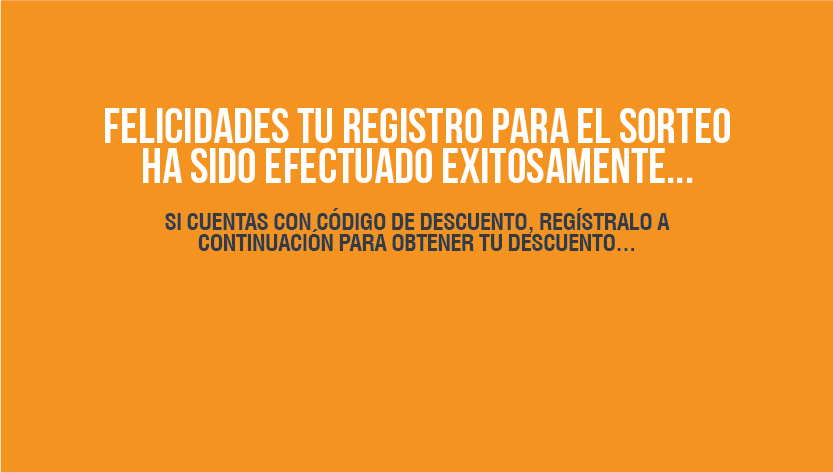 FELICIDADES TU REGISTRO PARA EL SORTEO
HA SIDO EFECTUADO EXITOSAMENTE...
SI CUENTAS CON CÓDIGO DE DESCUENTO, REGÍSTRALO A
CONTINUACIÓN PARA OBTENER TU DESCUENTO...